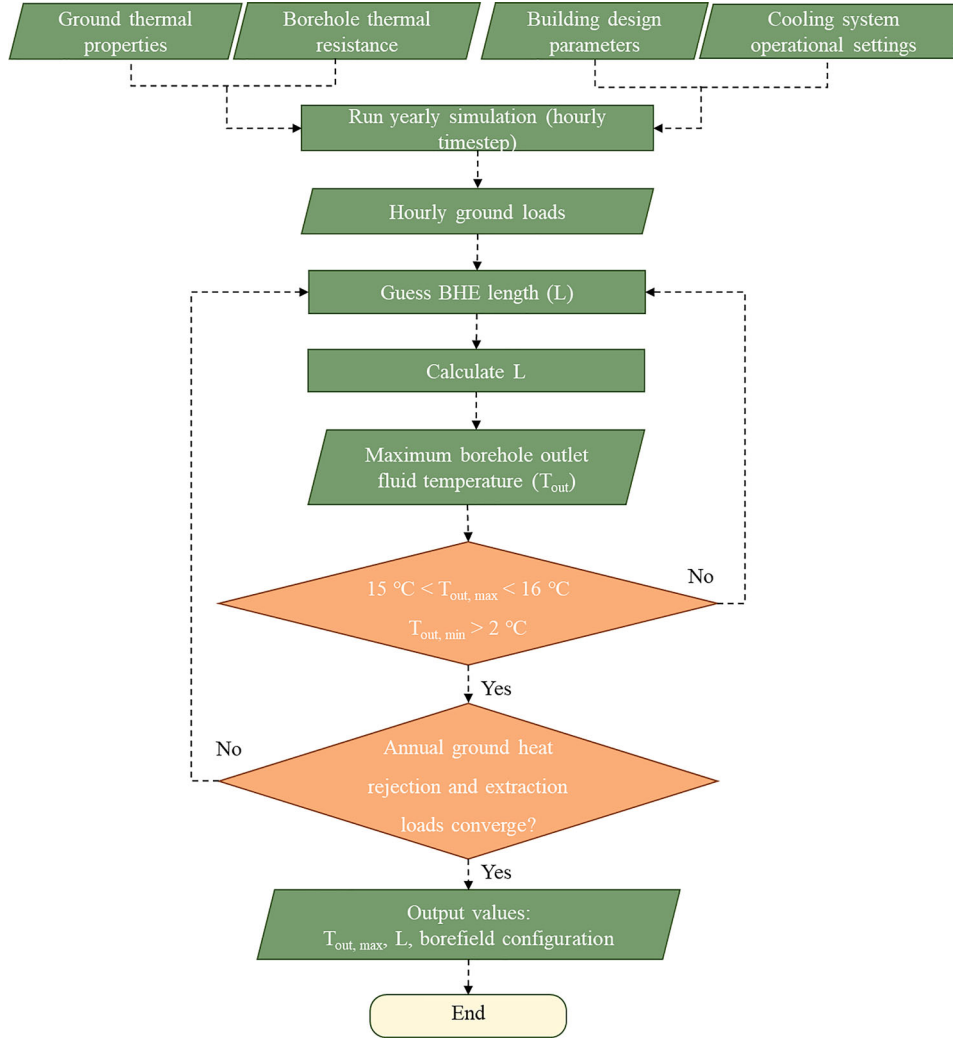 Ground thermal
properties
Borehole thermal
resistance
Building design
parameters
Cooling system
operational settings
Run yearly simulation (hourly
timestep)
Hourly ground loads
Guess BHE length (L)
Calculate L
Maximum borehole outlet
fluid temperature (Tout)
15 °C < Tout, max < 16 °C
Tout, min > 2 °C
No
Yes
No
Annual ground heat
rejection and extraction
loads converge?
Yes
Output values:
Tout, max, L, borefield configuration
End